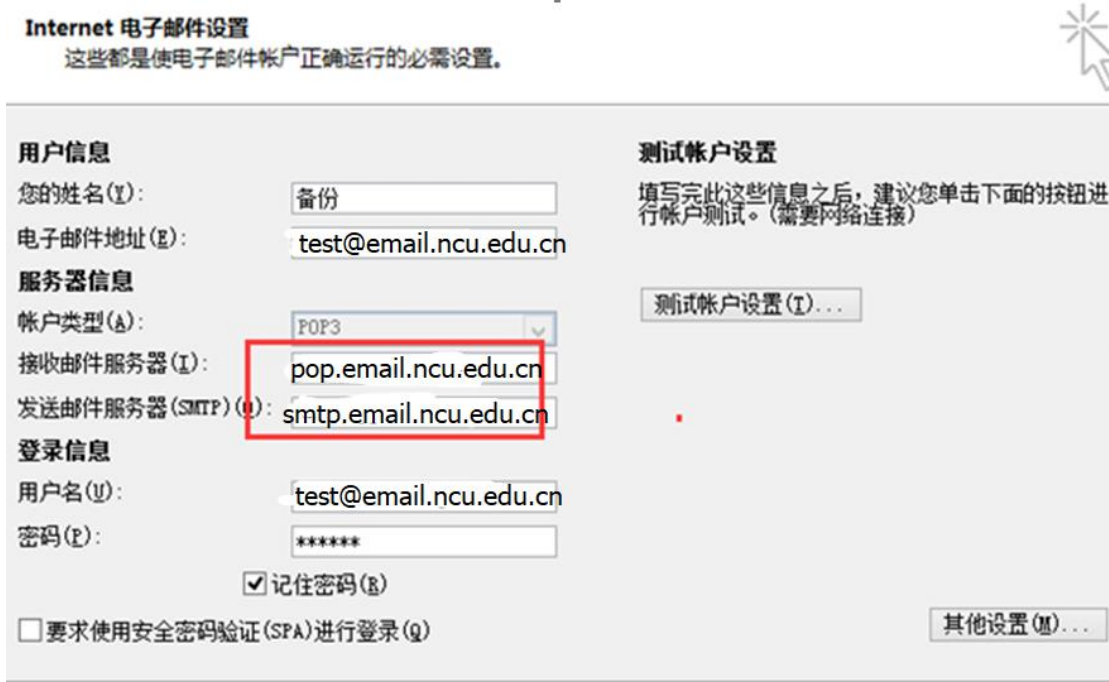 Internet 电子邮件设置
这些都是使电子邮件帐户正确运行的必需设置。
用户信息
您的姓名(Y): 备份
电子邮件地址(E): test@email.ncu.edu.cn
服务器信息
帐户类型(A): POP3
接收邮件服务器(I): pop.email.ncu.edu.cn
发送邮件服务器(SMTP)(O): smtp.email.ncu.edu.cn
登录信息
用户名(U): test@email.ncu.edu.cn
密码(P): ******
记住密码(R)
要求使用安全密码验证(SPA)进行登录(Q)
测试帐户设置
填写完此这些信息之后，建议您单击下面的按钮进
行帐户测试。(需要网络连接)
测试帐户设置(T)...
其他设置(M)...